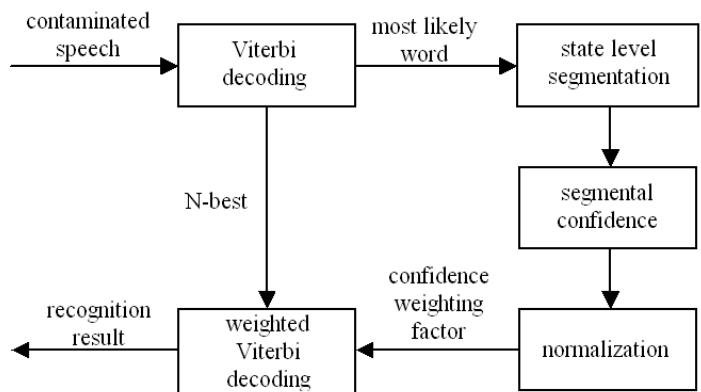 contaminated
speech
Viterbi
decoding
most likely
word
state level
segmentation
N-best
segmental
confidence
recognition
result
weighted
Viterbi
decoding
confidence
weighting
factor
normalization